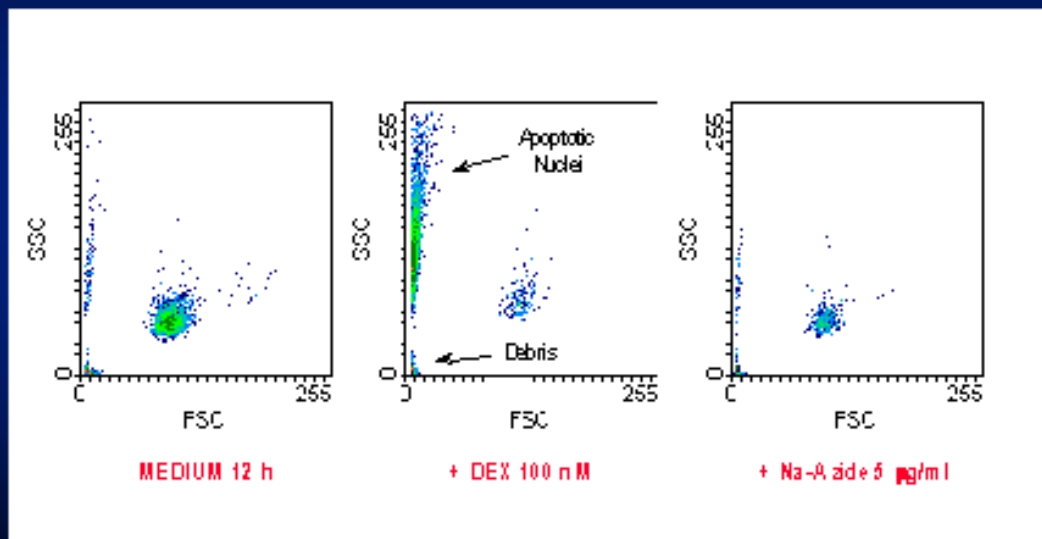 255
SSC
0
0
255
FSC
MEDIUM 12 h
Apoptotic
Nuclei
Debris
255
SSC
0
0
255
FSC
+ DEX 100 nM
255
SSC
0
0
255
FSC
+ Na-Azide 5 µg/ml